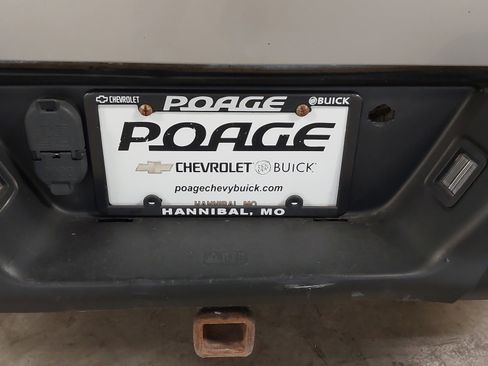 CHEVROLET POAGE BUICK
POAGE
CHEVROLET BUICK
poagechevybuick.com
HANNIBAL, MO
HANNIBAL, MO